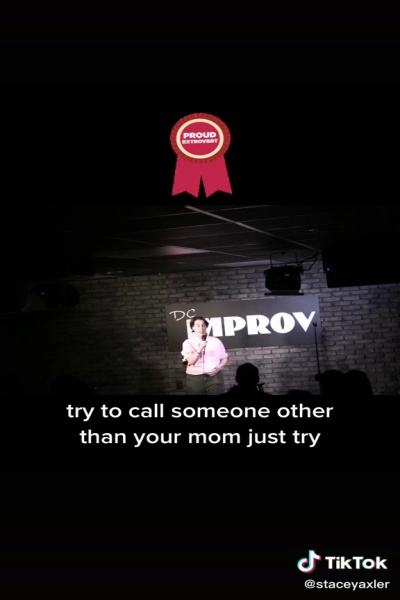 PROUD
EXTROVERT
DC
IMPROV
try to call someone other
than your mom just try
TikTok
@staceyaxler